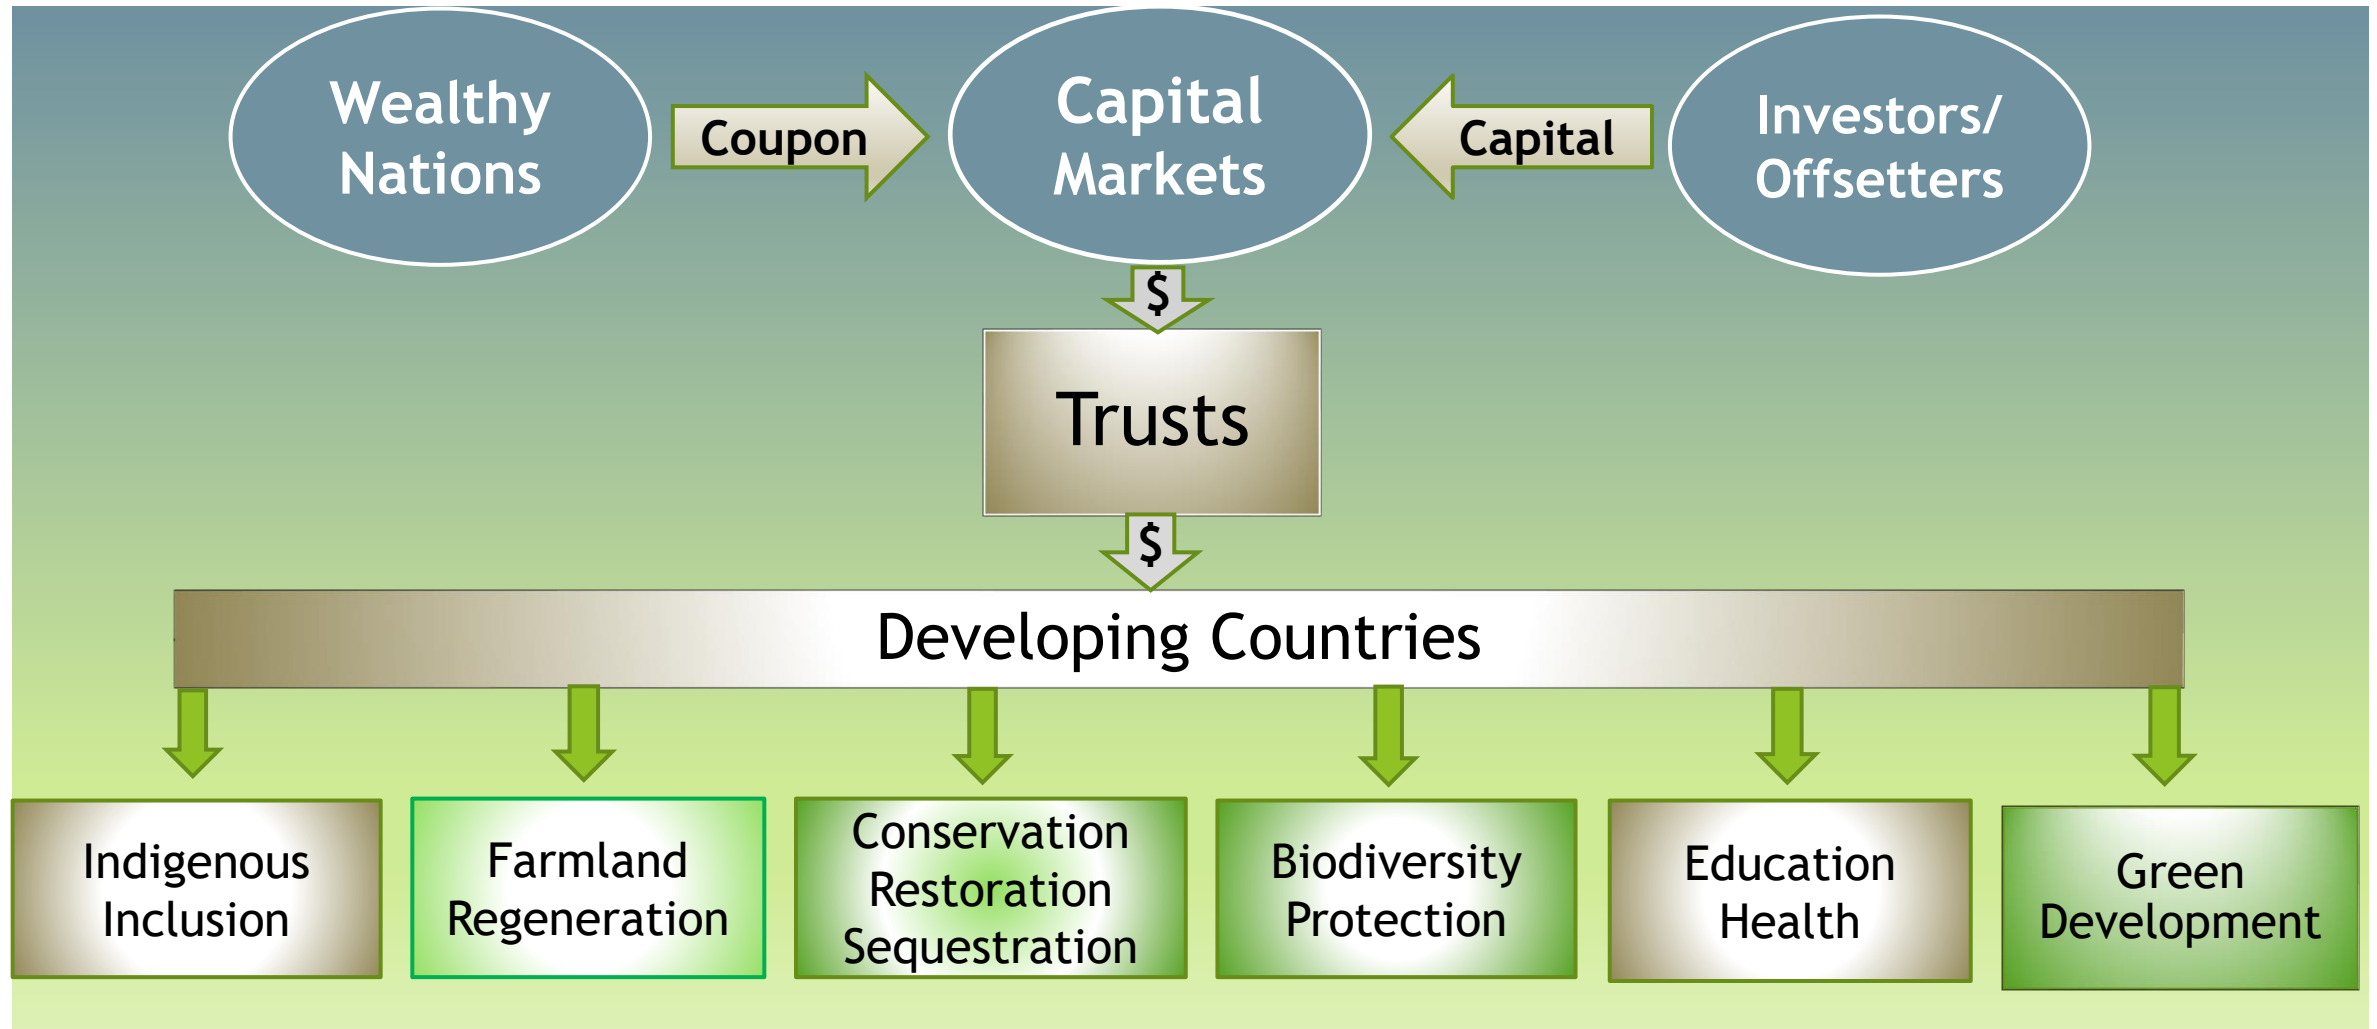 Wealthy
Nations
Coupon
Capital
Markets
Capital
Investors/
Offsetters
$
Trusts
$
Developing Countries
Indigenous
Inclusion
Farmland
Regeneration
Conservation
Restoration
Sequestration
Biodiversity
Protection
Education
Health
Green
Development